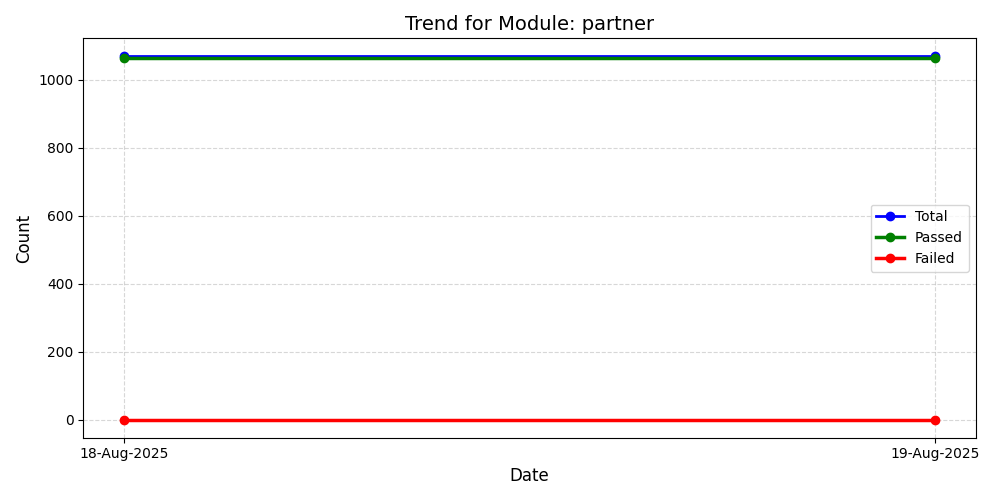 Trend for Module: partner
Count
1000
800
600
400
200
0
Total
Passed
Failed
18-Aug-2025
19-Aug-2025
Date